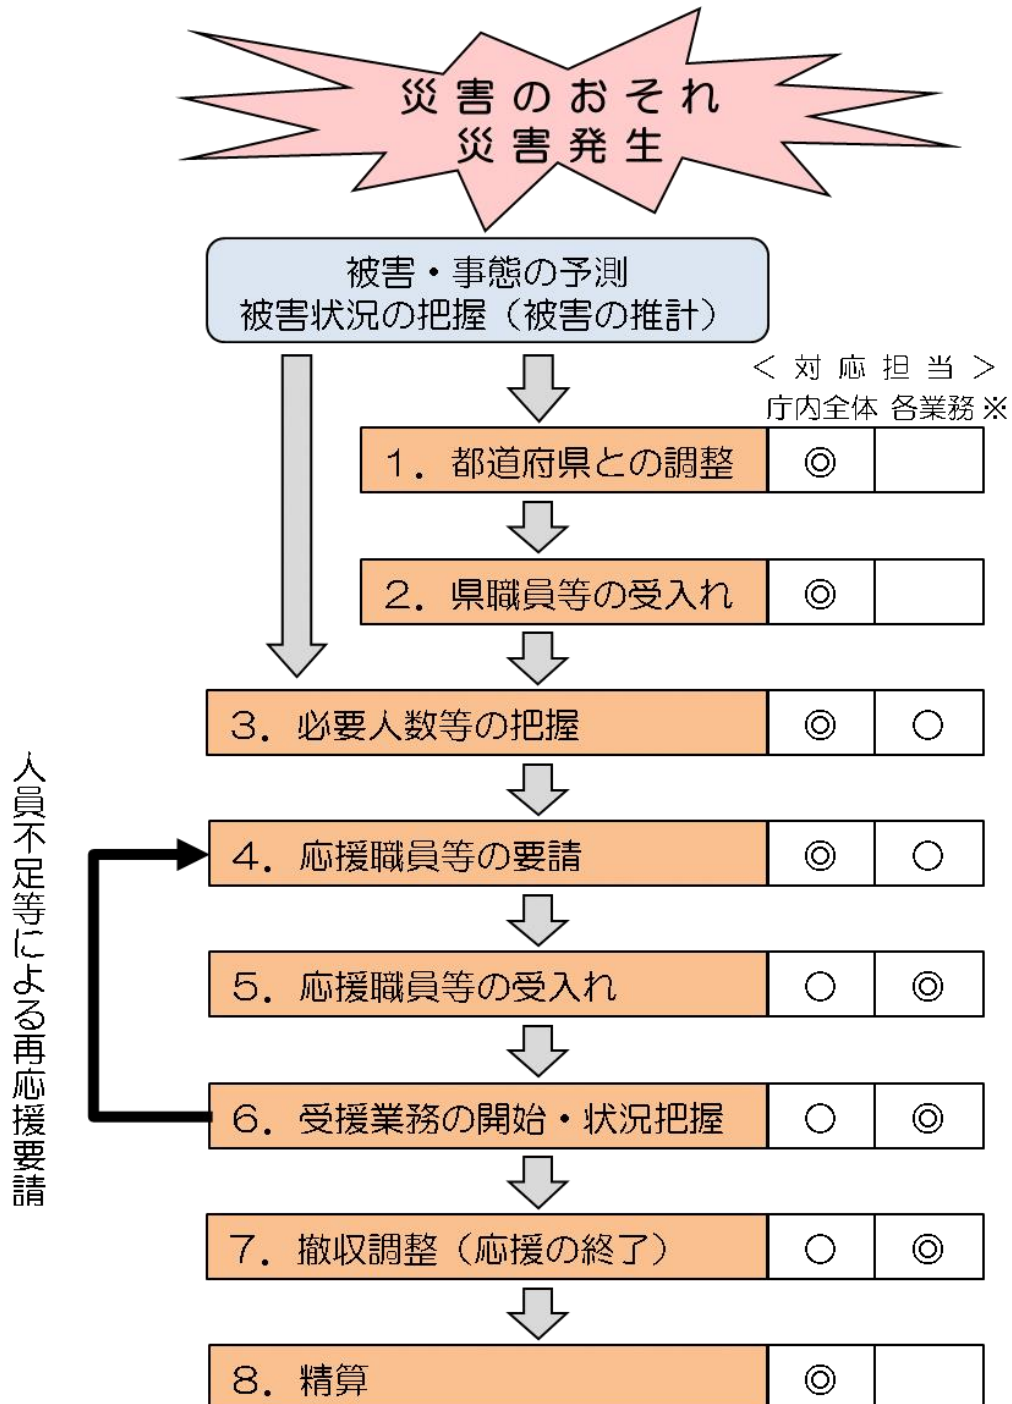 災害のおそれ
災害発生
被害・事態の予測
被害状況の把握（被害の推計）
＜対応担当＞
庁内全体 各業務※
１．都道府県との調整 ◎
２．県職員等の受入れ ◎
３．必要人数等の把握 ◎ ○
４．応援職員等の要請 ◎ ○
５．応援職員等の受入れ ○ ◎
６．受援業務の開始・状況把握 ○ ◎
７．撤収調整（応援の終了） ○ ◎
８．精算 ◎
人員不足等による再応援要請